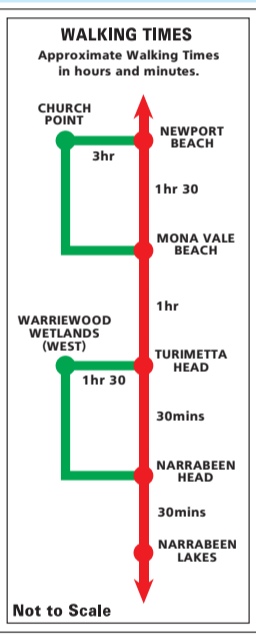 WALKING TIMES
Approximate Walking Times
in hours and minutes.
CHURCH
POINT
NEWPORT
BEACH
3hr
1hr 30
MONA VALE
BEACH
1hr
WARRIEWOOD
WETLANDS
(WEST)
TURIMETTA
HEAD
1hr 30
30mins
NARRABEEN
HEAD
30mins
NARRABEEN
LAKES
Not to Scale